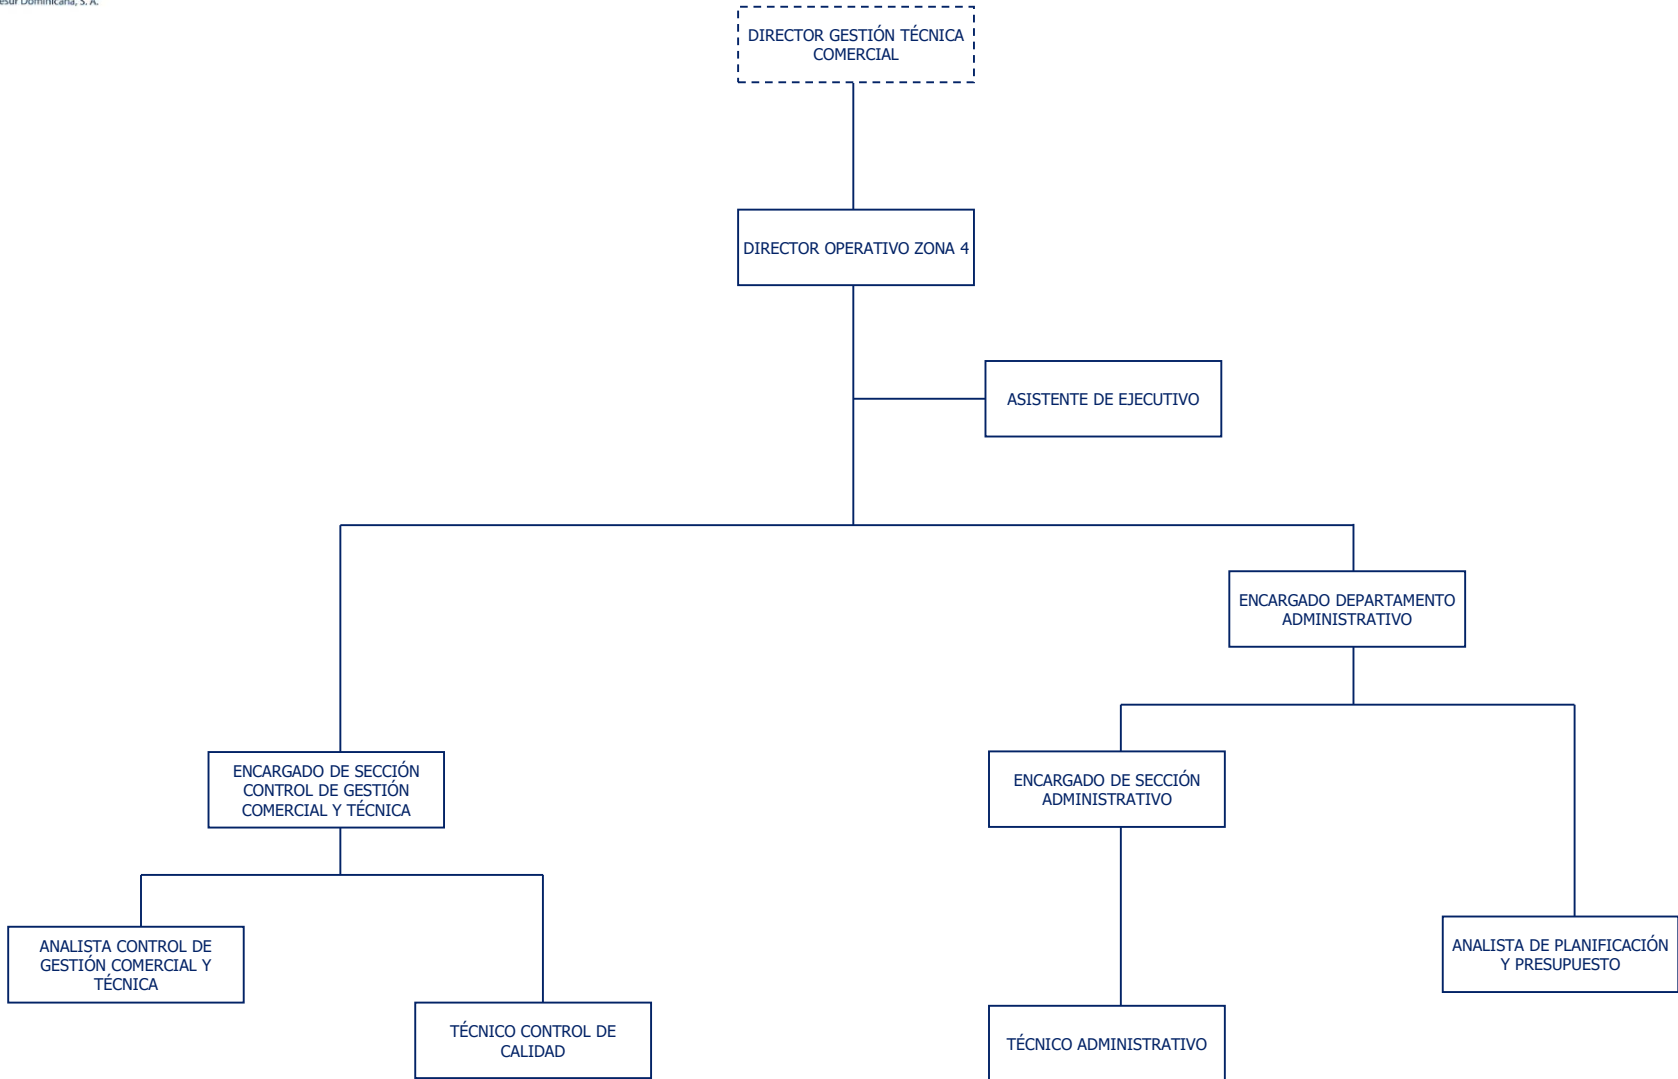 Dominicana, S. A.
DIRECTOR GESTIÓN TÉCNICA
COMERCIAL
DIRECTOR OPERATIVO ZONA 4
ASISTENTE DE EJECUTIVO
ENCARGADO DEPARTAMENTO
ADMINISTRATIVO
ENCARGADO DE SECCIÓN
CONTROL DE GESTIÓN
COMERCIAL Y TÉCNICA
ENCARGADO DE SECCIÓN
ADMINISTRATIVO
ANALISTA CONTROL DE
GESTIÓN COMERCIAL Y
TÉCNICA
ANALISTA DE PLANIFICACIÓN
Y PRESUPUESTO
TÉCNICO CONTROL DE
CALIDAD
TÉCNICO ADMINISTRATIVO